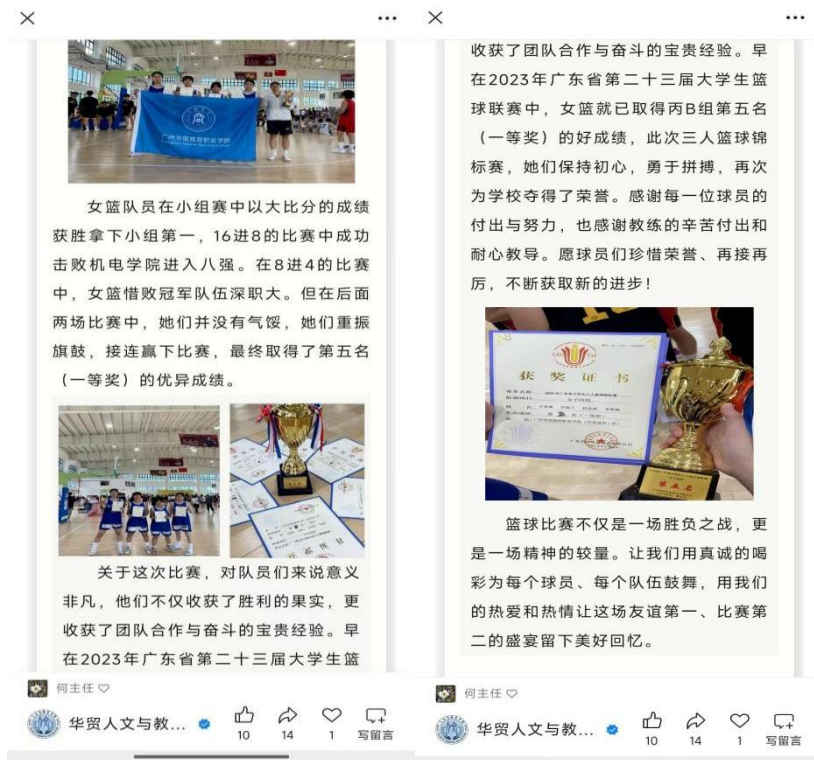 广州华商科贸职业学院
女篮队员在小组赛中以大比分的成绩
获胜拿下小组第一，16进8的比赛中成功
击败机电学院进入八强。在8进4的比赛
中，女篮惜败冠军队伍深职大。但在后面
两场比赛中，她们并没有气馁，她们重振
旗鼓，接连赢下比赛，最终取得了第五名
（一等奖）的优异成绩。
关于这次比赛，对队员们来说意义
非凡，他们不仅收获了胜利的果实，更
收获了团队合作与奋斗的宝贵经验。早
在2023年广东省第二十三届大学生篮
何主任
华贸人文与教...
10
14
1
写留言
收获了团队合作与奋斗的宝贵经验。早
在2023年广东省第二十三届大学生篮
球联赛中，女篮就已取得丙B组第五名
（一等奖）的好成绩，此次三人篮球锦
标赛，她们保持初心，勇于拼搏，再次
为学校夺得了荣誉。感谢每一位球员的
付出与努力，也感谢教练的辛苦付出和
耐心教导。愿球员们珍惜荣誉、再接再
厉，不断获取新的进步！
获奖证书
第五名
篮球比赛不仅是一场胜负之战，更
是一场精神的较量。让我们用真诚的喝
彩为每个球员、每个队伍鼓舞，用我们
的热爱和热情让这场友谊第一、比赛第
二的盛宴留下美好回忆。
何主任
华贸人文与教...
10
14
1
写留言